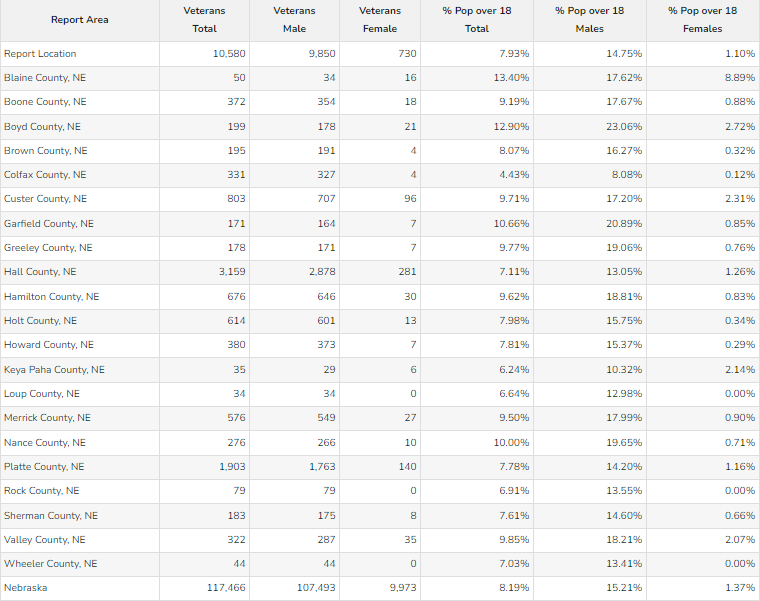 Report Area Veterans Total Veterans Male Veterans Female % Pop over 18 Total % Pop over 18 Males % Pop over 18 Females
Report Location 10,580 9,850 730 7.93% 14.75% 1.10%
Blaine County, NE 50 34 16 13.40% 17.62% 8.89%
Boone County, NE 372 354 18 9.19% 17.67% 0.88%
Boyd County, NE 199 178 21 12.90% 23.06% 2.72%
Brown County, NE 195 191 4 8.07% 16.27% 0.32%
Colfax County, NE 331 327 4 4.43% 8.08% 0.12%
Custer County, NE 803 707 96 9.71% 17.20% 2.31%
Garfield County, NE 171 164 7 10.66% 20.89% 0.85%
Greeley County, NE 178 171 7 9.77% 19.06% 0.76%
Hall County, NE 3,159 2,878 281 7.11% 13.05% 1.26%
Hamilton County, NE 676 646 30 9.62% 18.81% 0.83%
Holt County, NE 614 601 13 7.98% 15.75% 0.34%
Howard County, NE 380 373 7 7.81% 15.37% 0.29%
Keya Paha County, NE 35 29 6 6.24% 10.32% 2.14%
Loup County, NE 34 34 0 6.64% 12.98% 0.00%
Merrick County, NE 576 549 27 9.50% 17.99% 0.90%
Nance County, NE 276 266 10 10.00% 19.65% 0.71%
Platte County, NE 1,903 1,763 140 7.78% 14.20% 1.16%
Rock County, NE 79 79 0 6.91% 13.55% 0.00%
Sherman County, NE 183 175 8 7.61% 14.60% 0.66%
Valley County, NE 322 287 35 9.85% 18.21% 2.07%
Wheeler County, NE 44 44 0 7.03% 13.41% 0.00%
Nebraska 117,466 107,493 9,973 8.19% 15.21% 1.37%